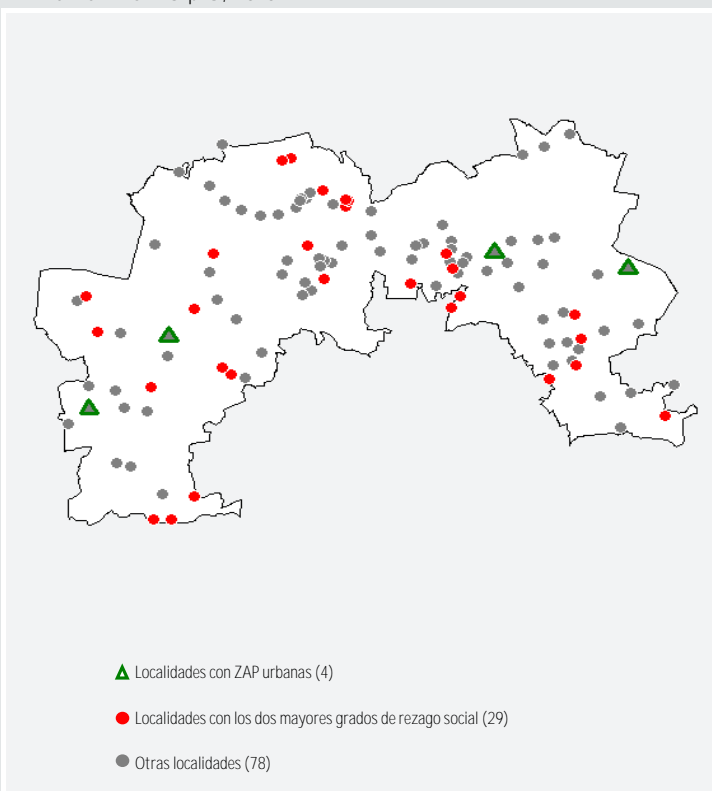 Localidades con ZAP urbanas (4)
Localidades con los dos mayores grados de rezago social (29)
Otras localidades (78)